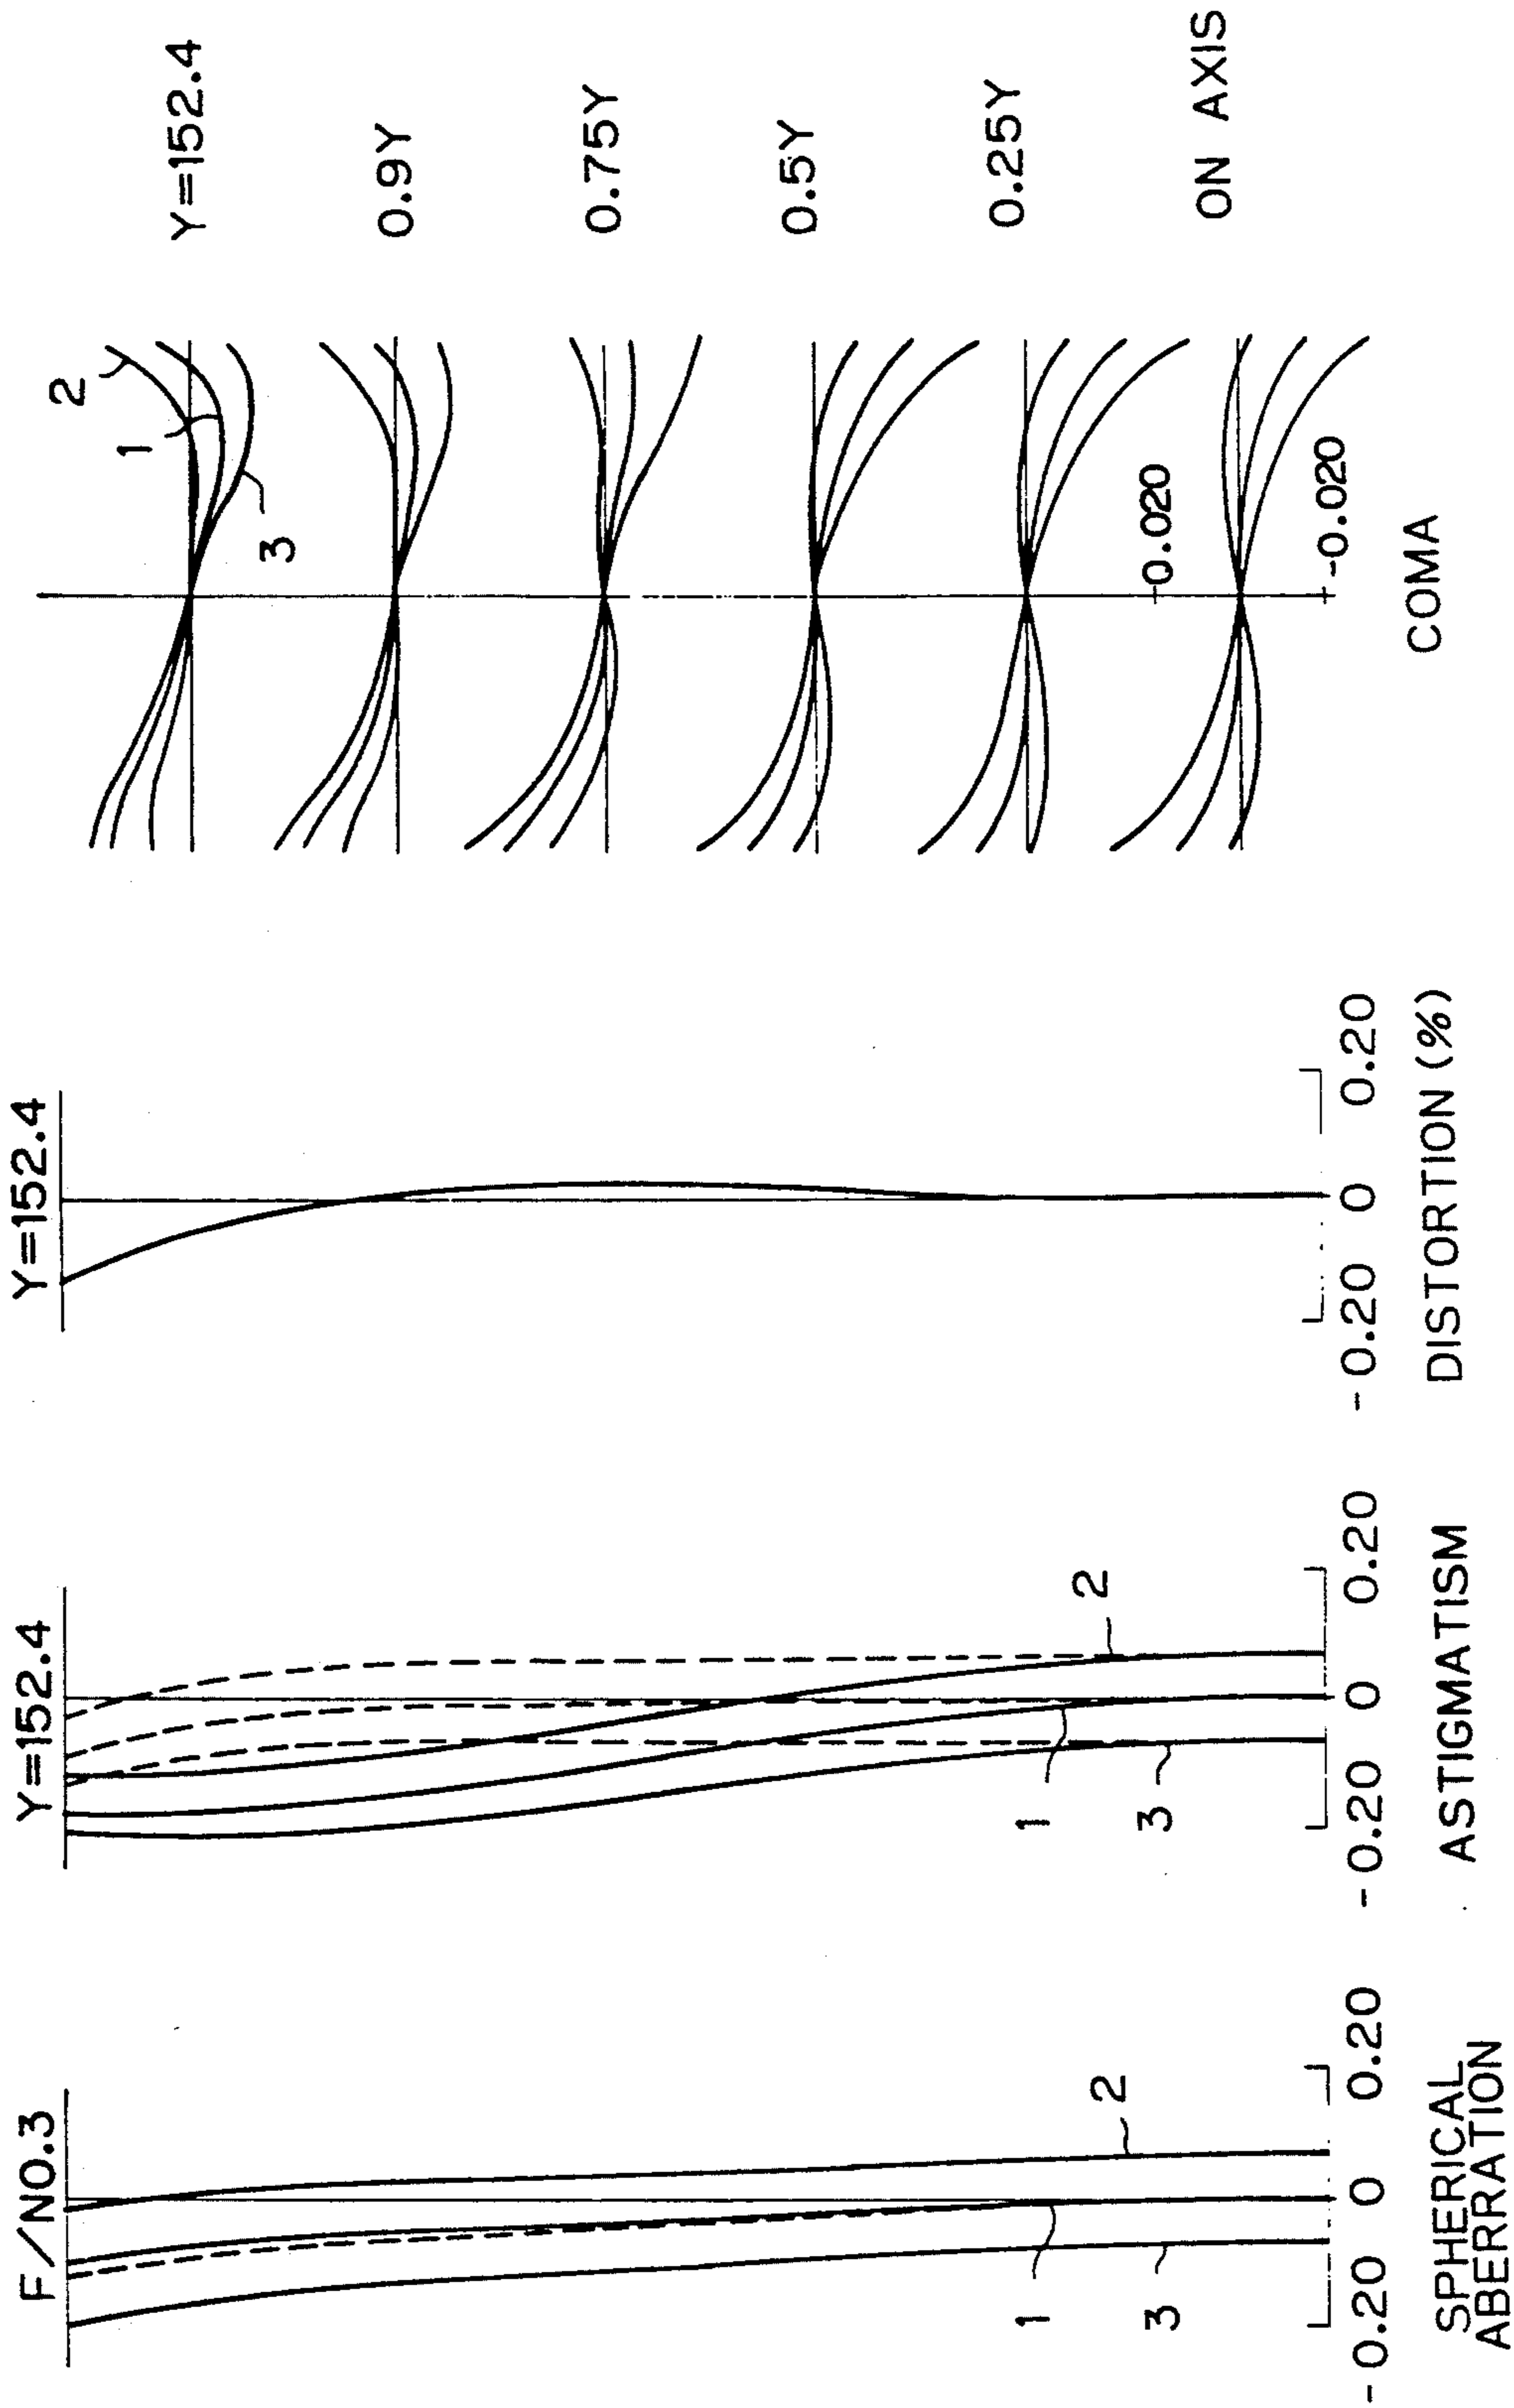 F/NO.3
2
1
3
-0.20 0 0.20
SPHERICAL
ABERRATION
Y=152.4
2
1
3
-0.20 0 0.20
ASTIGMATISM
Y=152.4
-0.20 0 0.20
DISTORTION (%)
2
1
3
Y=152.4
0.9Y
0.75Y
0.5Y
0.25Y
-0.020
ON AXIS
-0.020
COMA